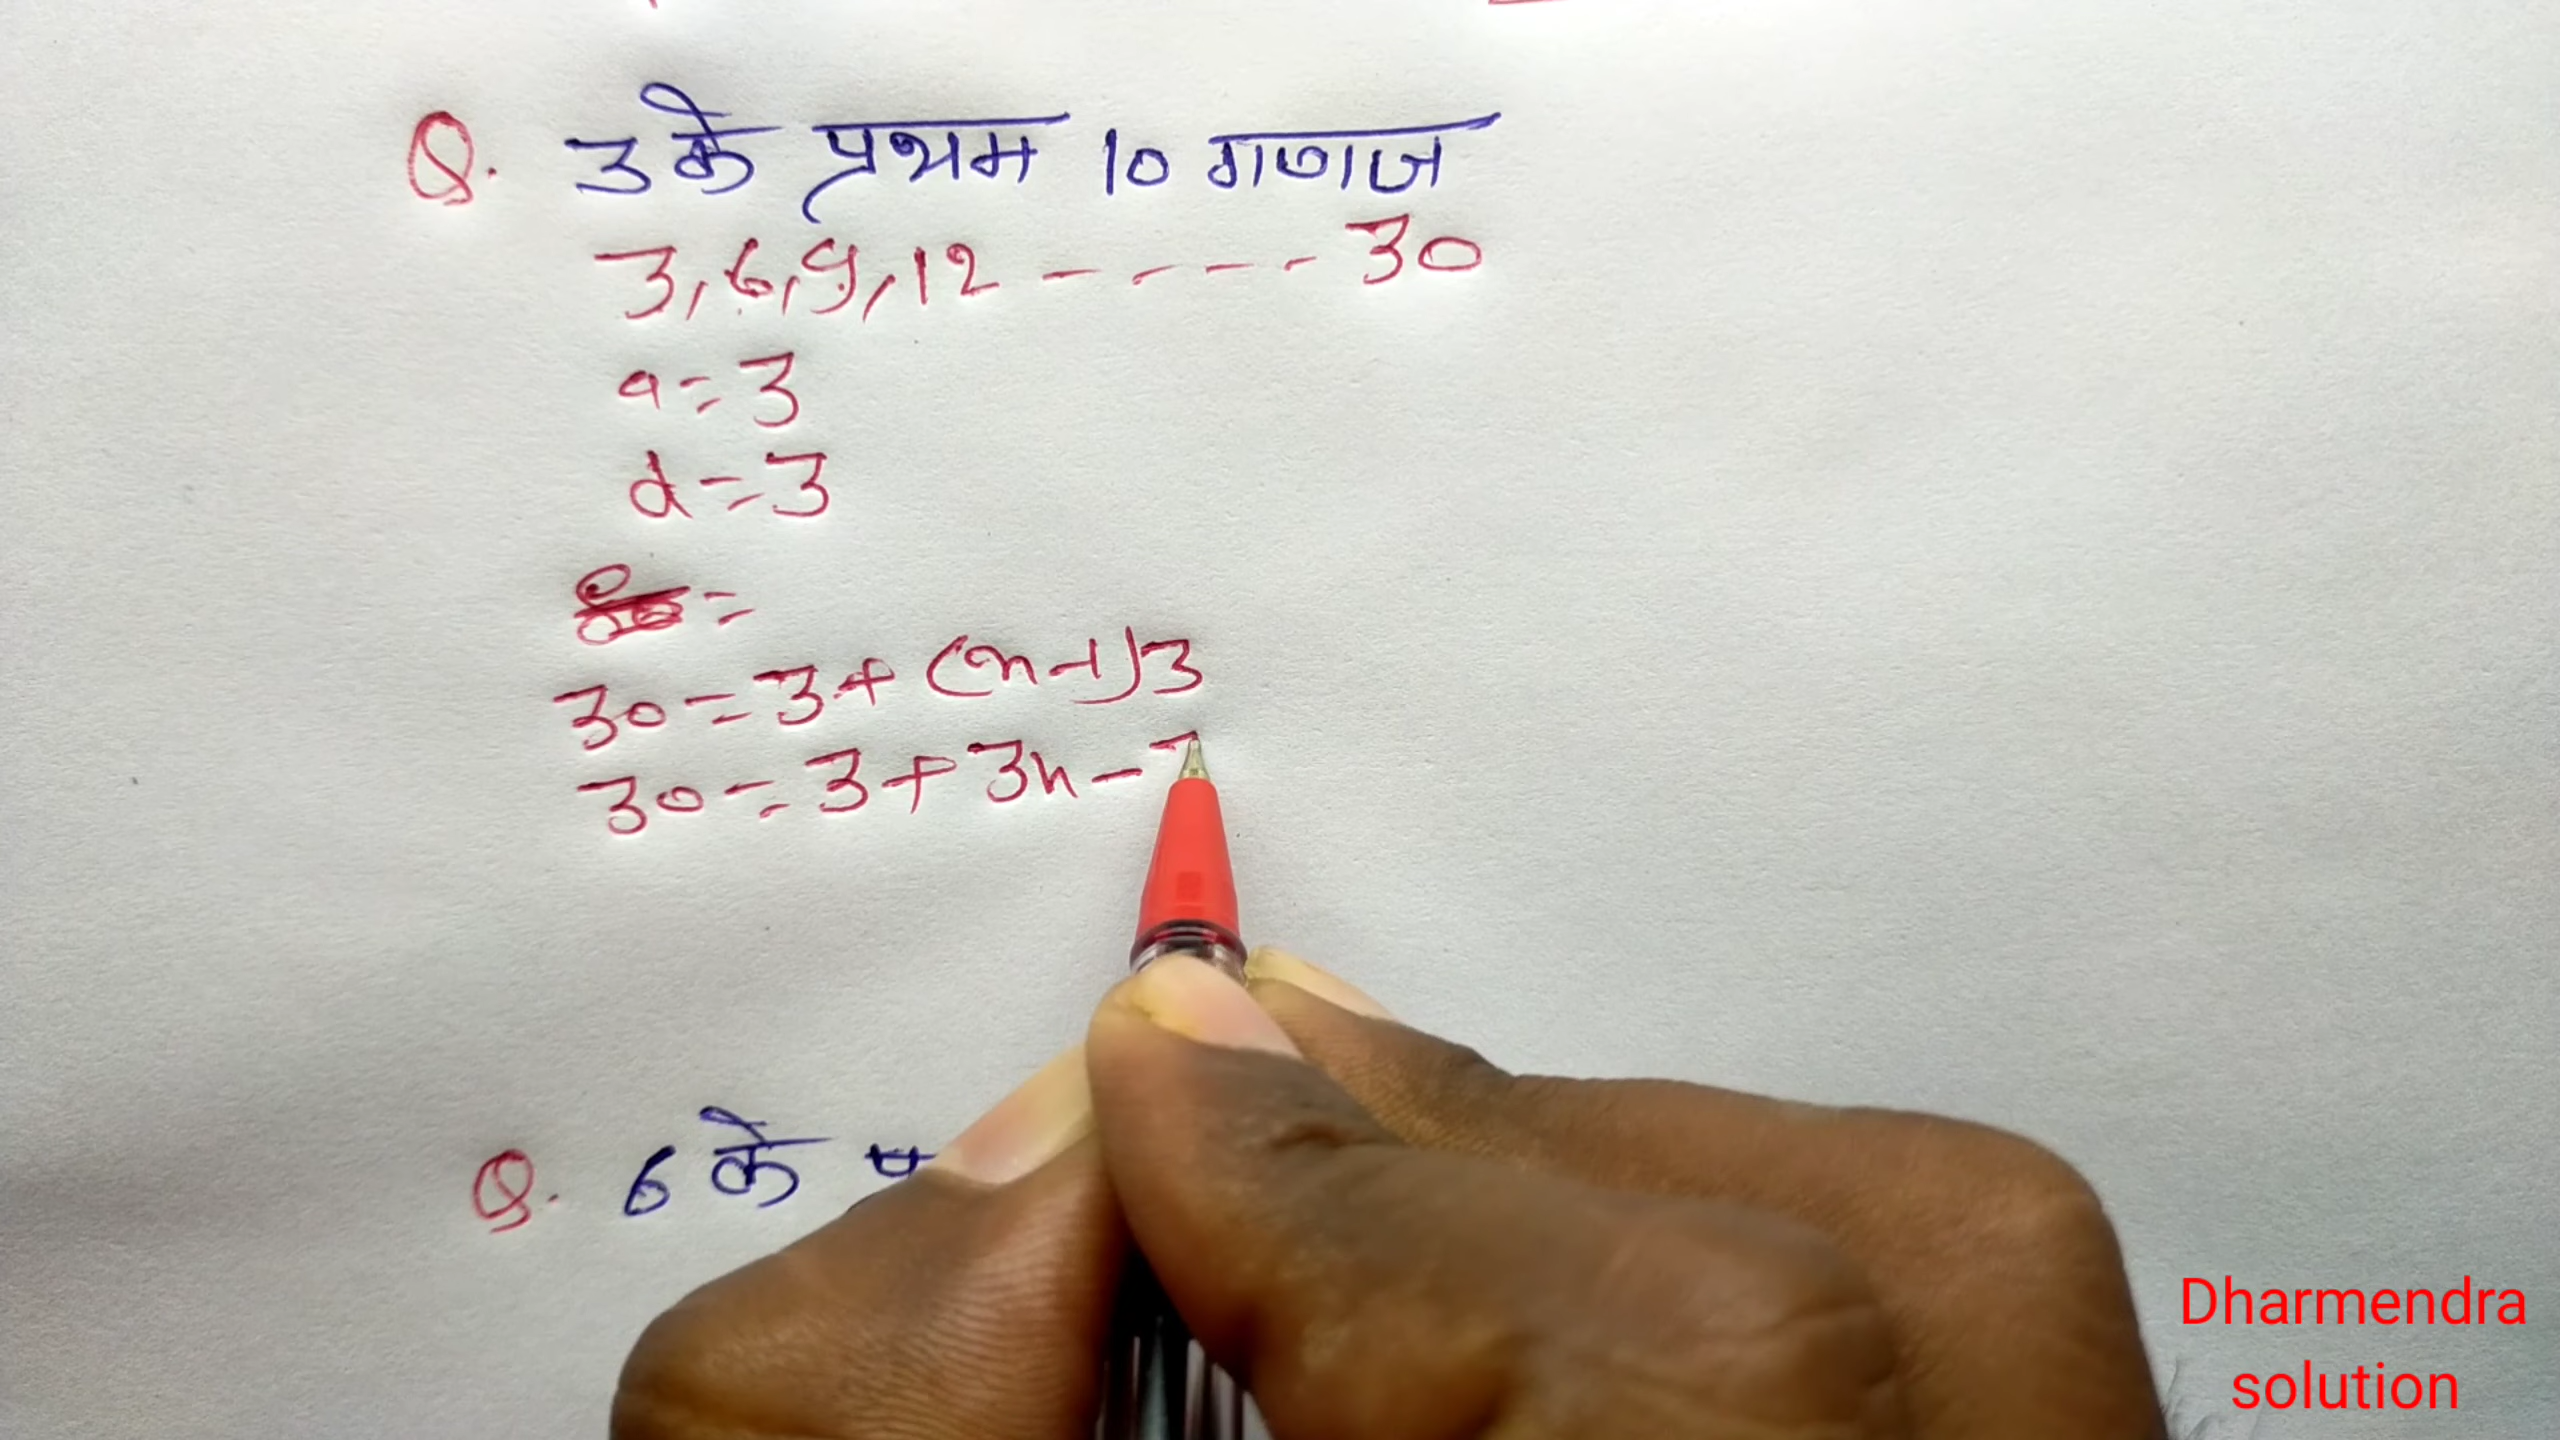 Q. 3 के प्रथम 10 गणज
3, 6, 9, 12 - - - - 30
a = 3
d = 3
=
30 = 3 + (n-1)3
30 = 3 + 3n -
Q. 6 के
Dharmendra
solution